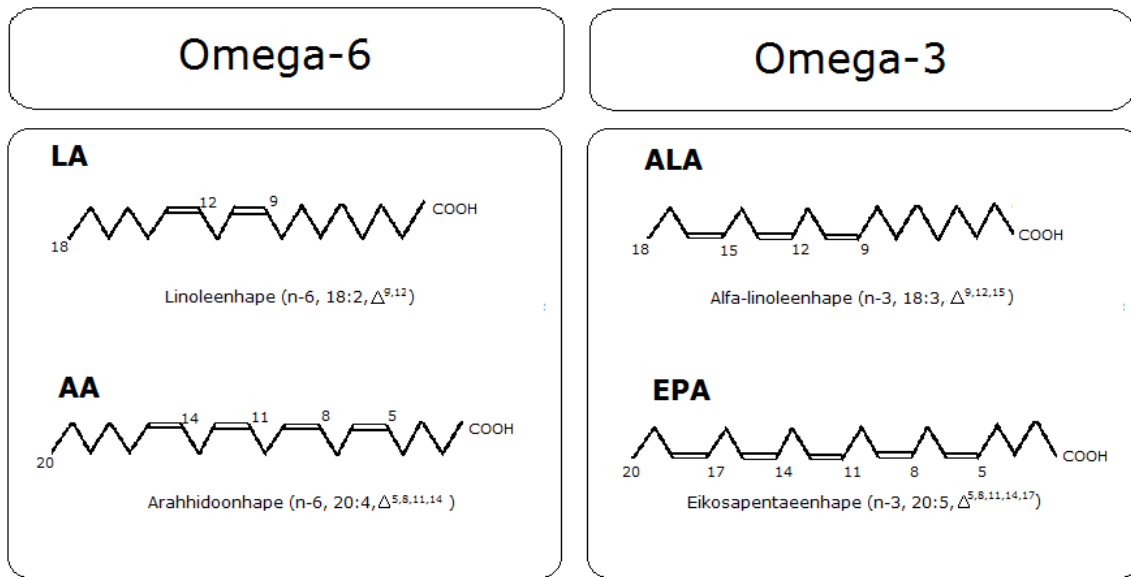 Omega-6
LA
12 9
COOH
18
Linoleenhape (n-6, 18:2, Δ9,12)
AA
14 11 8 5
COOH
20
Arahhidoonhape (n-6, 20:4, Δ5,8,11,14 )
Omega-3
ALA
COOH
18 15 12 9
Alfa-linoleenhape (n-3, 18:3, Δ9,12,15)
EPA
COOH
20 17 14 11 8 5
Eikosapentaeenhape (n-3, 20:5, Δ5,8,11,14,17)